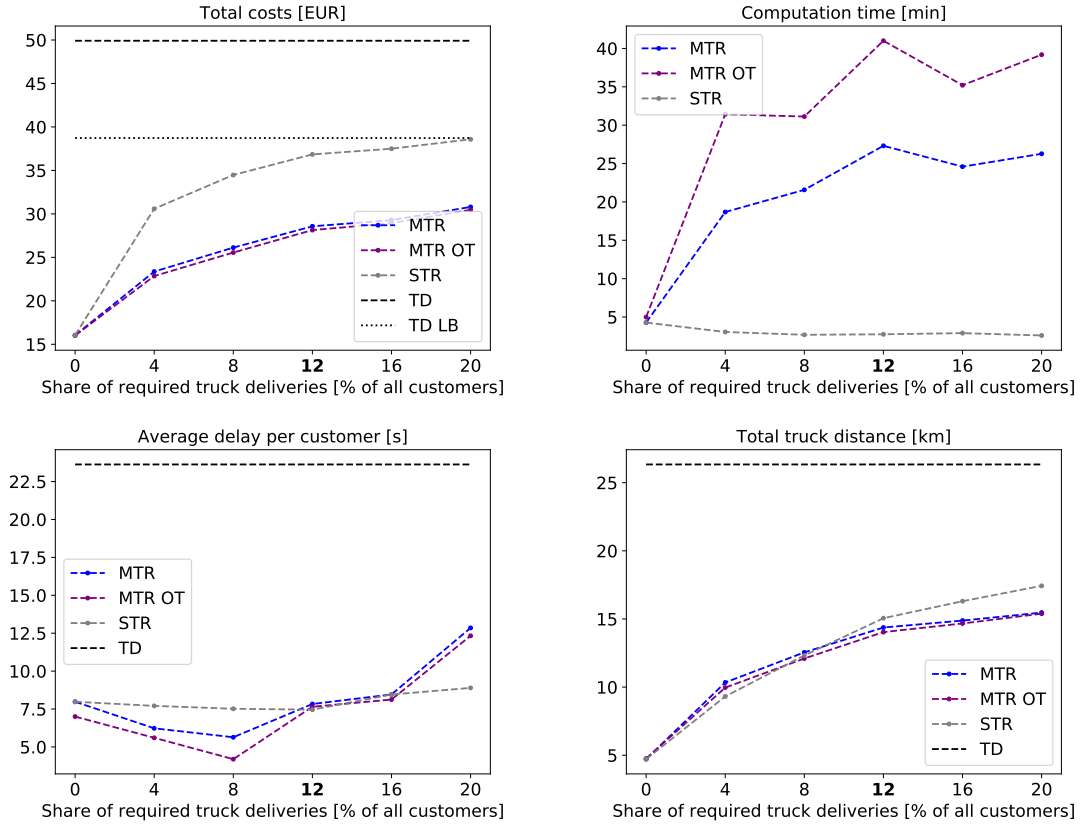 Total costs [EUR]
50
45
40
35
30
25
20
15
MTR
MTR OT
STR
TD
TD LB
0 4 8 12 16 20
Share of required truck deliveries [% of all customers]
Computation time [min]
40
35
30
25
20
15
10
5
MTR
MTR OT
STR
0 4 8 12 16 20
Share of required truck deliveries [% of all customers]
Average delay per customer [s]
22.5
20.0
17.5
15.0
12.5
10.0
7.5
5.0
MTR
MTR OT
STR
TD
0 4 8 12 16 20
Share of required truck deliveries [% of all customers]
Total truck distance [km]
25
20
15
10
5
MTR
MTR OT
STR
TD
0 4 8 12 16 20
Share of required truck deliveries [% of all customers]